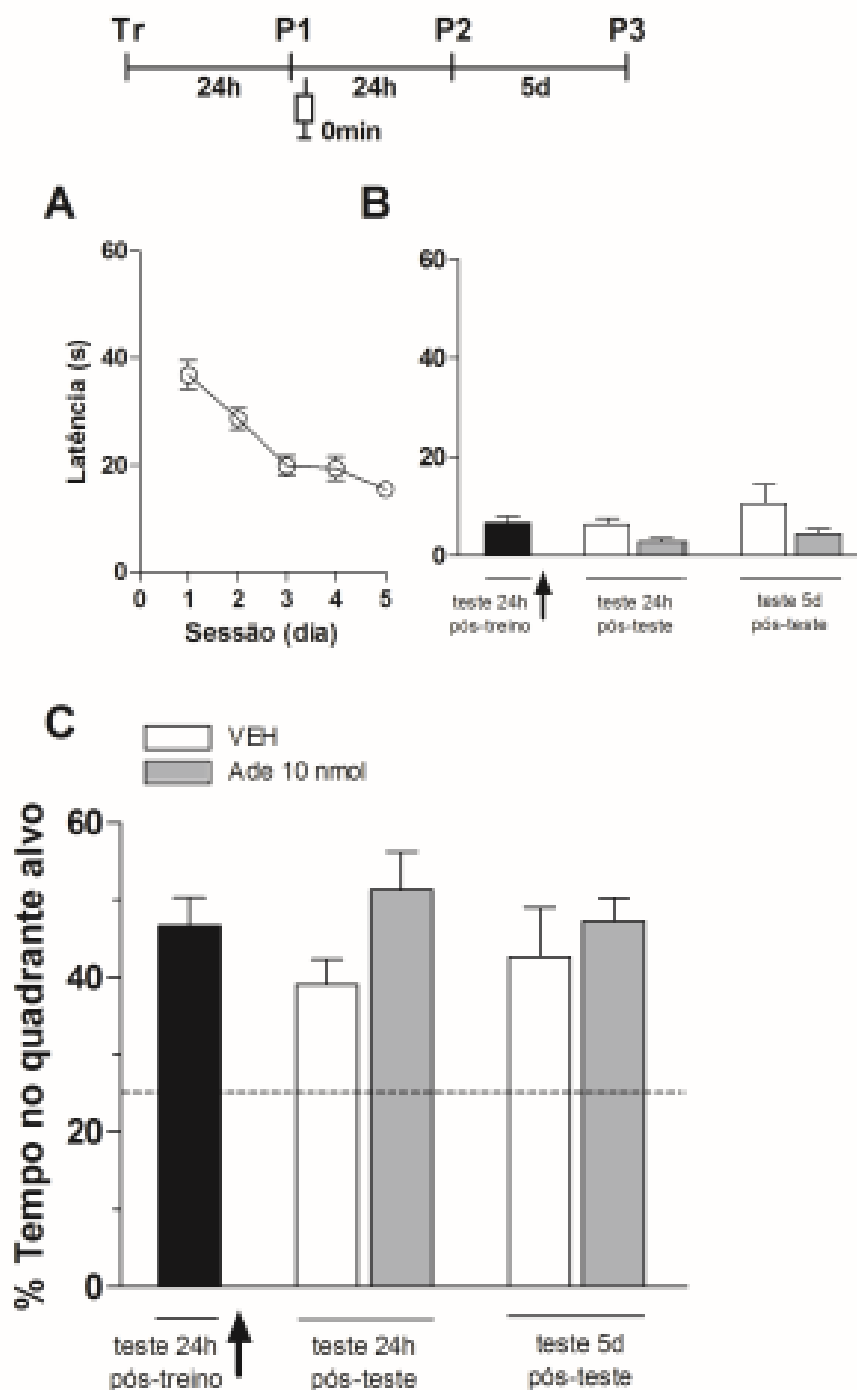 Tr P1 P2 P3
24h 24h 5d
0min
A
B
60
40
20
0
Latência (s)
0 1 2 3 4 5
Sessão (dia)
60
40
20
0
teste 24h
pós-treino
teste 24h
pós-teste
teste 5d
pós-teste
C
VEH
Ade 10 nmol
% Tempo no quadrante alvo
60
40
20
0
teste 24h
pós-treino
teste 24h
pós-teste
teste 5d
pós-teste